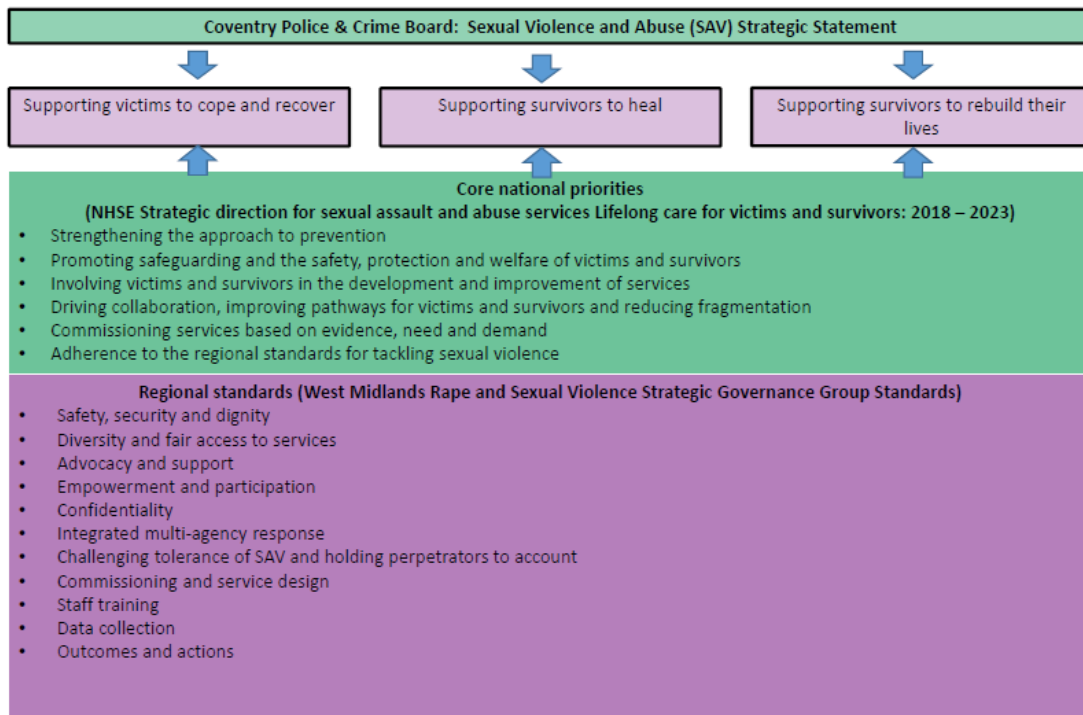 Coventry Police & Crime Board:  Sexual Violence and Abuse (SAV) Strategic Statement
Supporting victims to cope and recover
Supporting survivors to heal
Supporting survivors to rebuild their
lives
Core national priorities
(NHSE Strategic direction for sexual assault and abuse services Lifelong care for victims and survivors: 2018 – 2023)
• Strengthening the approach to prevention
• Promoting safeguarding and the safety, protection and welfare of victims and survivors
• Involving victims and survivors in the development and improvement of services
• Driving collaboration, improving pathways for victims and survivors and reducing fragmentation
• Commissioning services based on evidence, need and demand
• Adherence to the regional standards for tackling sexual violence
Regional standards (West Midlands Rape and Sexual Violence Strategic Governance Group Standards)
• Safety, security and dignity
• Diversity and fair access to services
• Advocacy and support
• Empowerment and participation
• Confidentiality
• Integrated multi-agency response
• Challenging tolerance of SAV and holding perpetrators to account
• Commissioning and service design
• Staff training
• Data collection
• Outcomes and actions